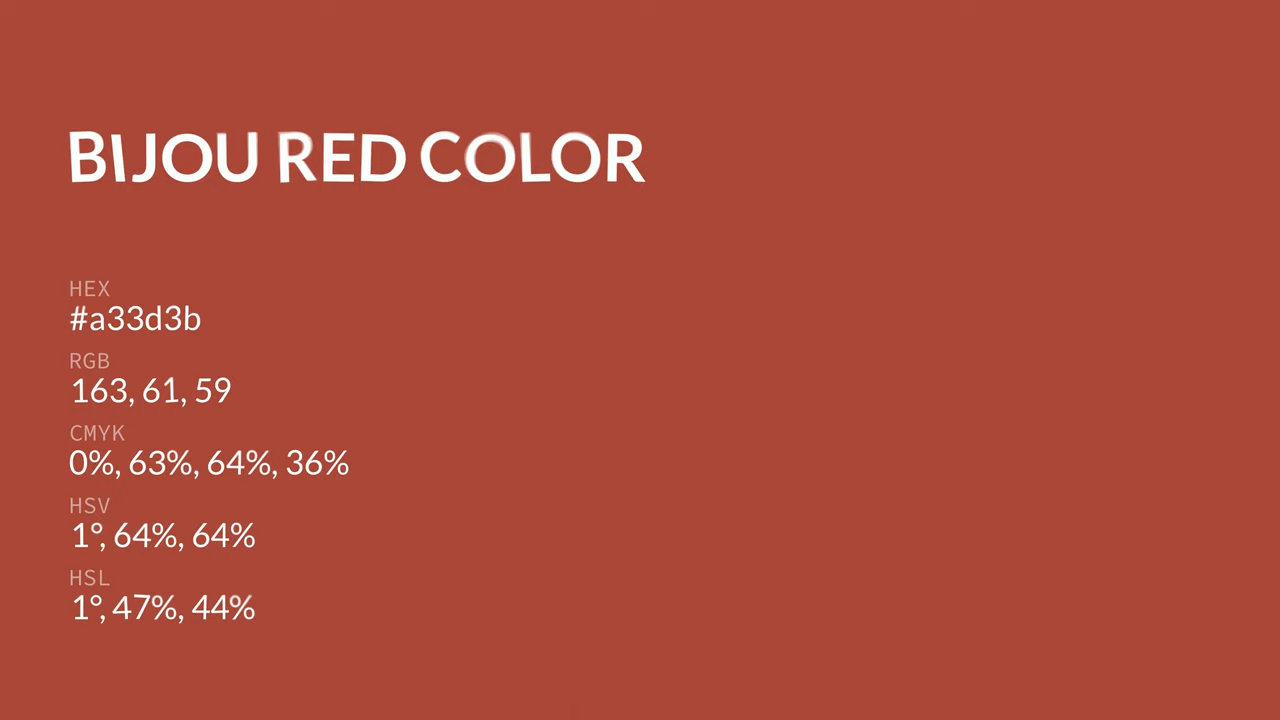 BIJOU RED COLOR
HEX
#a33d3b
RGB
163, 61, 59
CMYK
0%, 63%, 64%, 36%
HSV
1°, 64%, 64%
HSL
1°, 47%, 44%